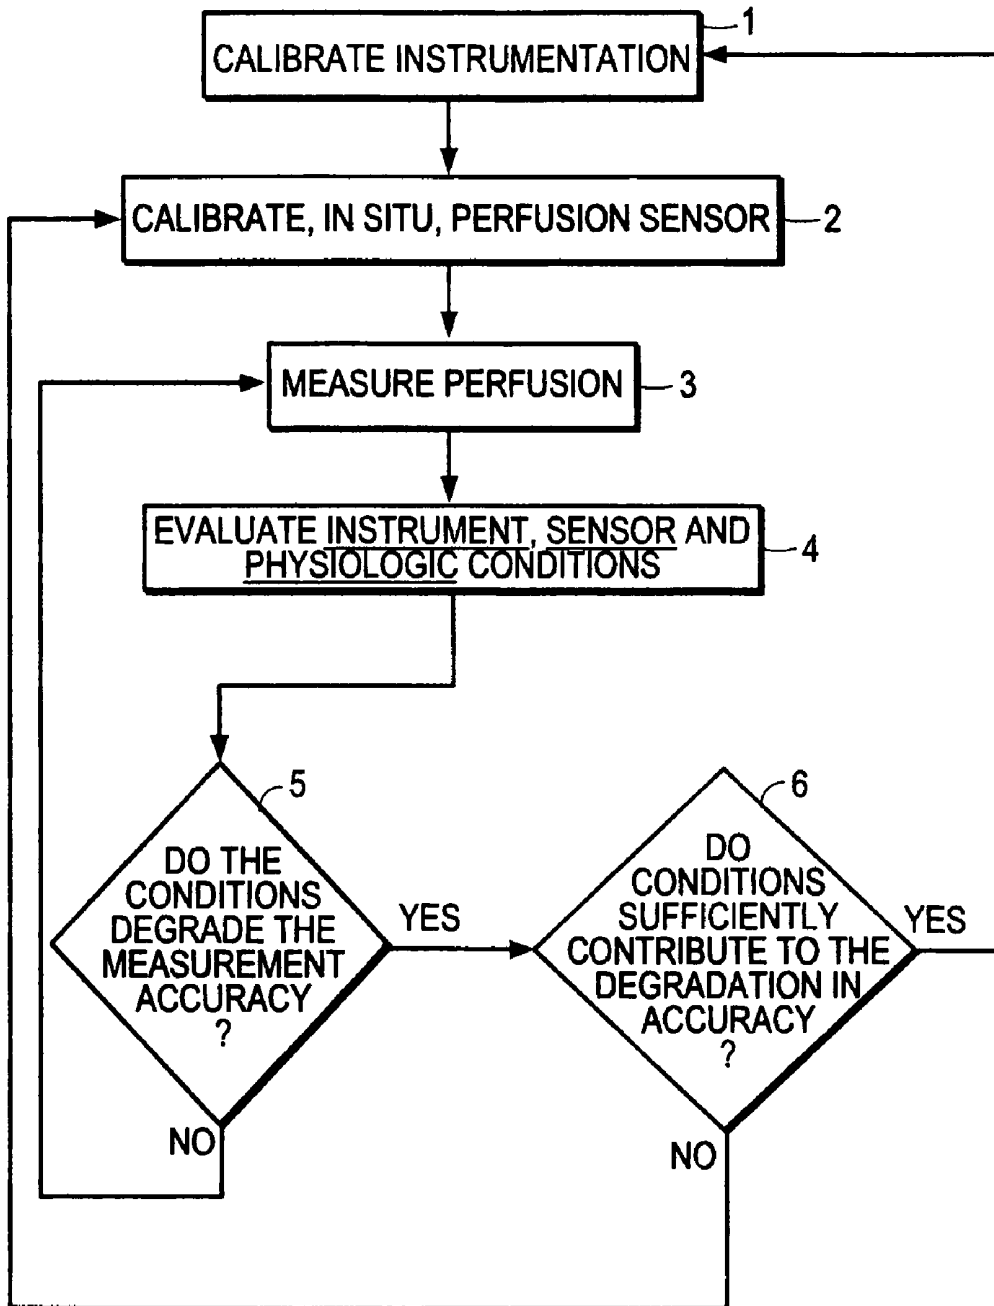 1
CALIBRATE INSTRUMENTATION
CALIBRATE, IN SITU, PERFUSION SENSOR
2
MEASURE PERFUSION
3
EVALUATE INSTRUMENT, SENSOR AND
PHYSIOLOGIC CONDITIONS
4
5
DO THE
CONDITIONS
DEGRADE THE
MEASUREMENT
ACCURACY
?
YES
NO
6
DO
CONDITIONS
SUFFICIENTLY
CONTRIBUTE TO THE
DEGRADATION IN
ACCURACY
?
YES
NO